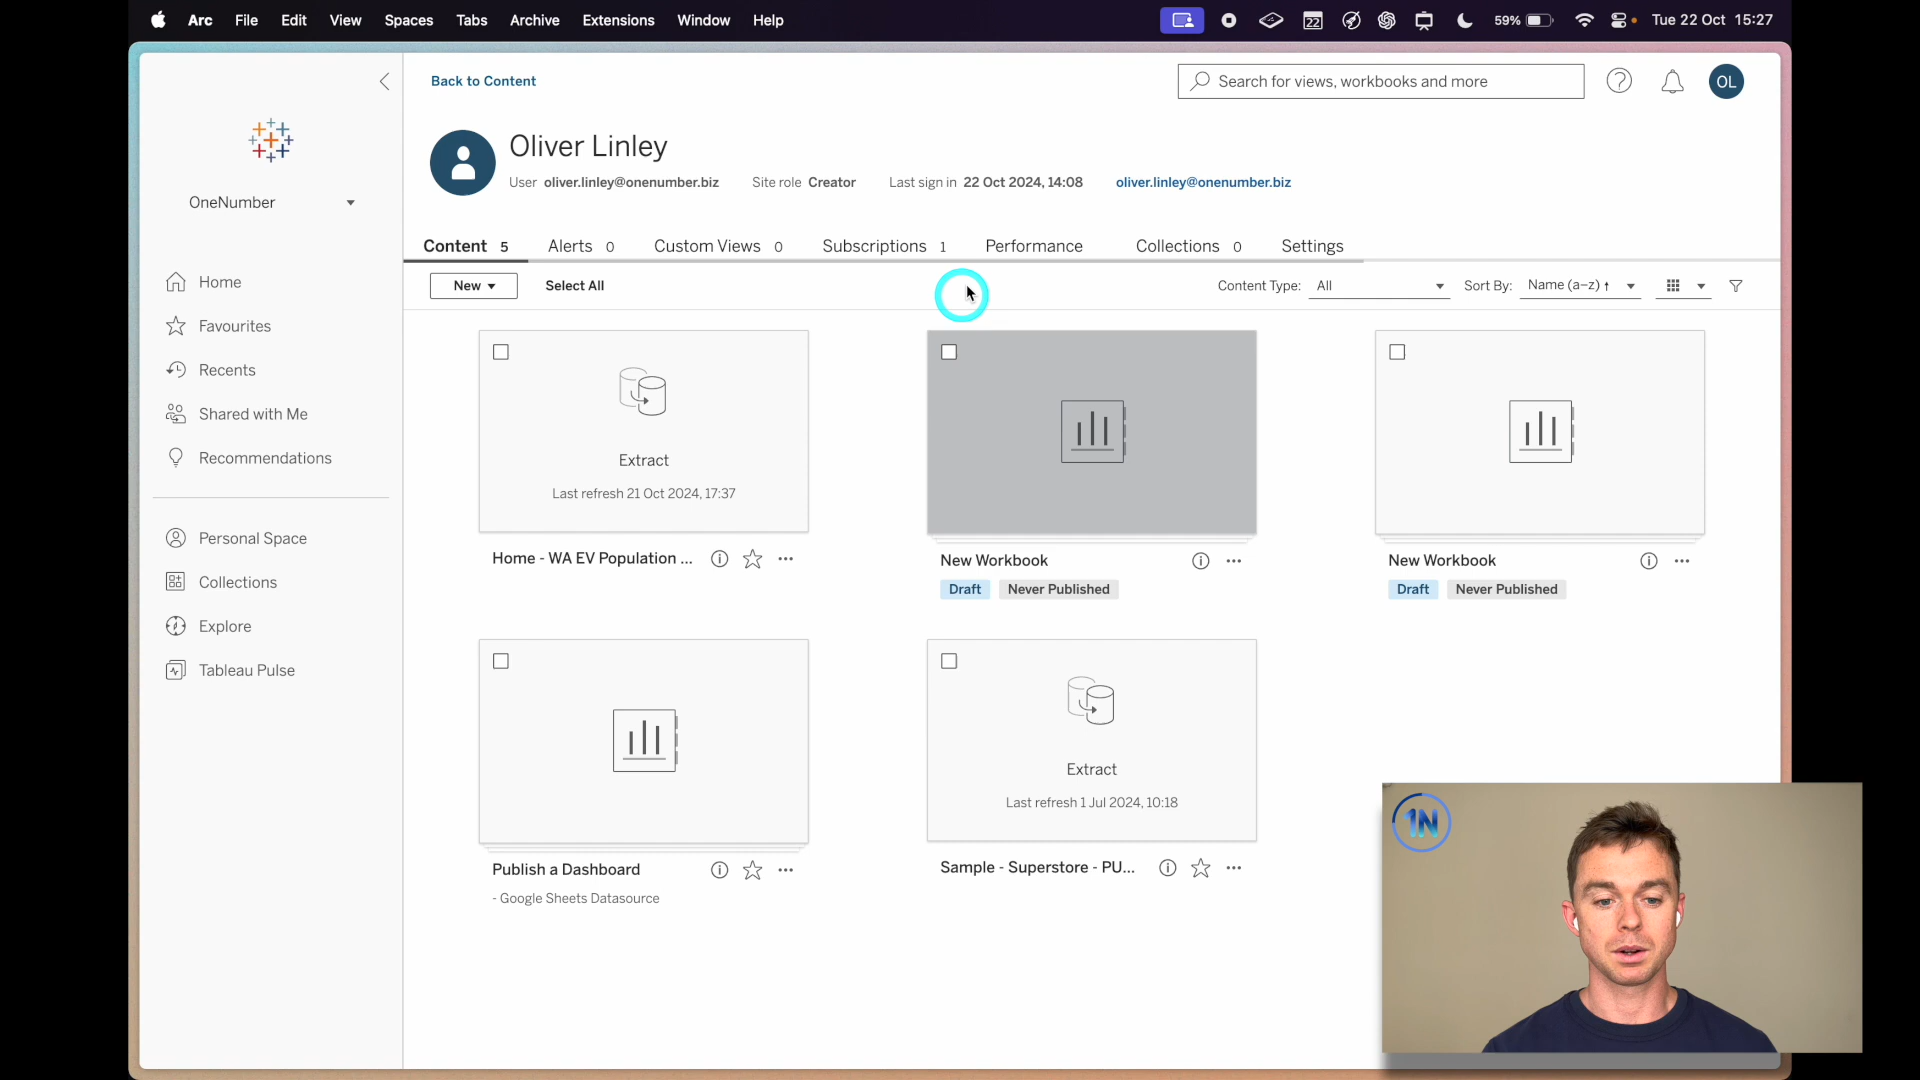 Arc File Edit View Spaces Tabs Archive Extensions Window Help 22 59% Tue 22 Oct 15:27
Back to Content
Search for views, workbooks and more
OL
Oliver Linley
User oliver.linley@onenumber.biz Site role Creator Last sign in 22 Oct 2024, 14:08 oliver.linley@onenumber.biz
OneNumber
Content 5 Alerts 0 Custom Views 0 Subscriptions 1 Performance Collections 0 Settings
New Select All Content Type: All Sort By: Name (a–z) ↑
Home
Favourites
Recents
Shared with Me
Recommendations
Personal Space
Collections
Explore
Tableau Pulse
Extract
Last refresh 21 Oct 2024, 17:37
Home - WA EV Population ...
New Workbook
Draft Never Published
New Workbook
Draft Never Published
Publish a Dashboard
- Google Sheets Datasource
Extract
Last refresh 1 Jul 2024, 10:18
Sample - Superstore - PU...
1N